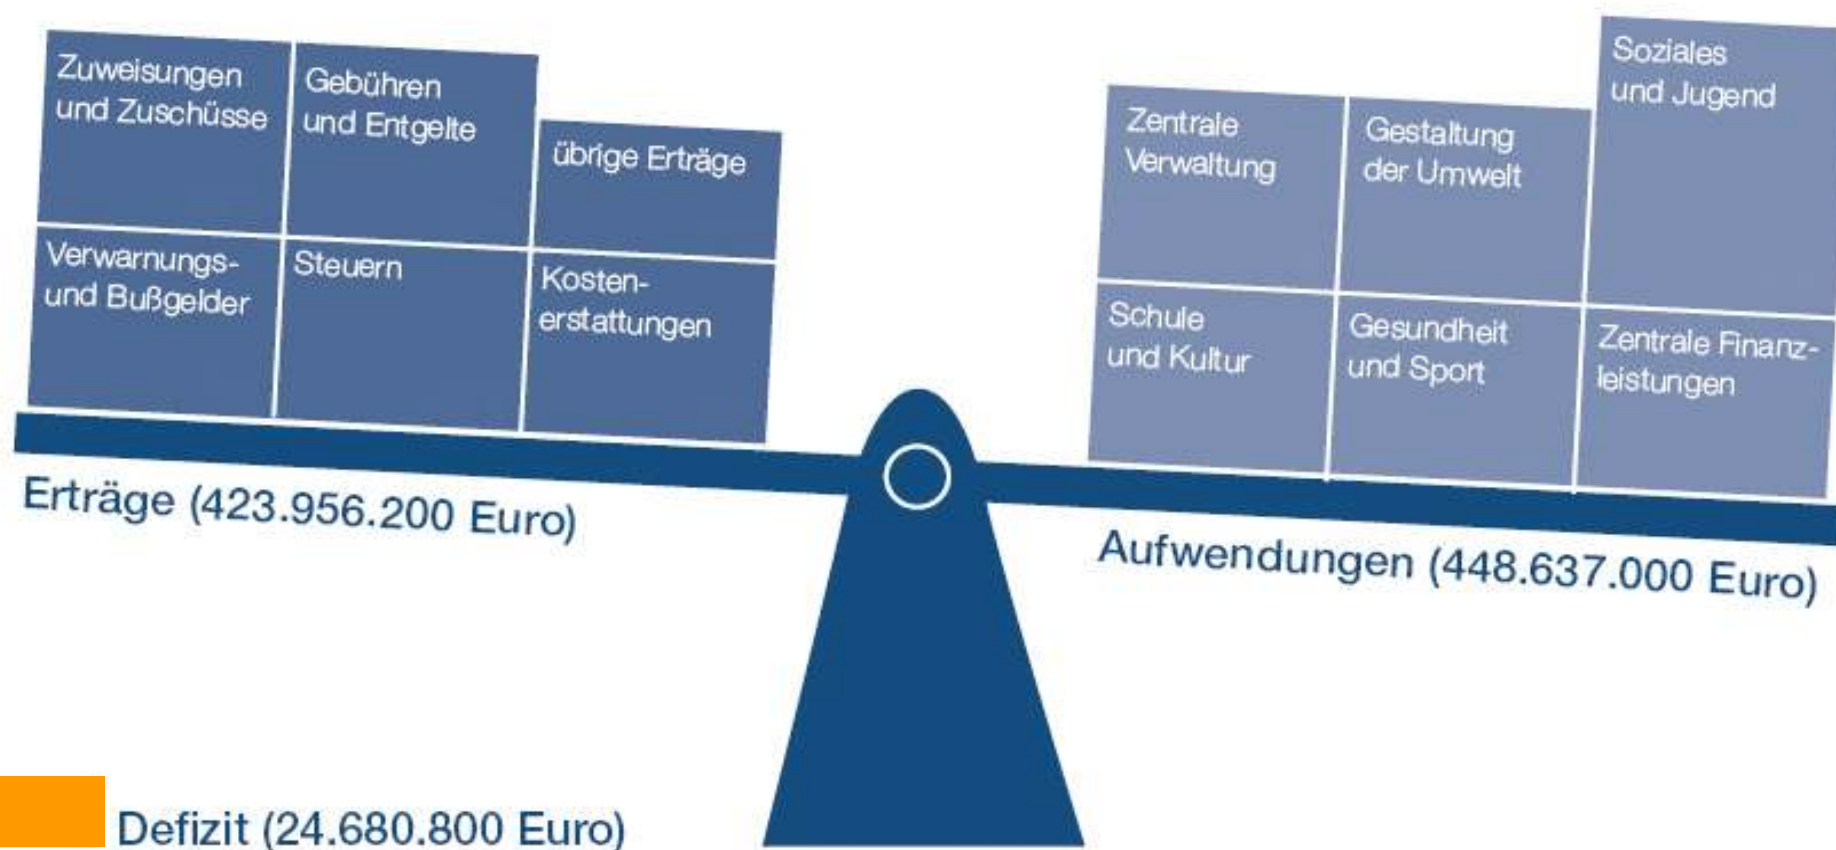 Zuweisungen
und Zuschüsse
Gebühren
und Entgelte
übrige Erträge
Verwarnungs-
und Bußgelder
Steuern
Kosten-
erstattungen
Erträge (423.956.200 Euro)
Zentrale
Verwaltung
Gestaltung
der Umwelt
Soziales
und Jugend
Schule
und Kultur
Gesundheit
und Sport
Zentrale Finanz-
leistungen
Aufwendungen (448.637.000 Euro)
Defizit (24.680.800 Euro)